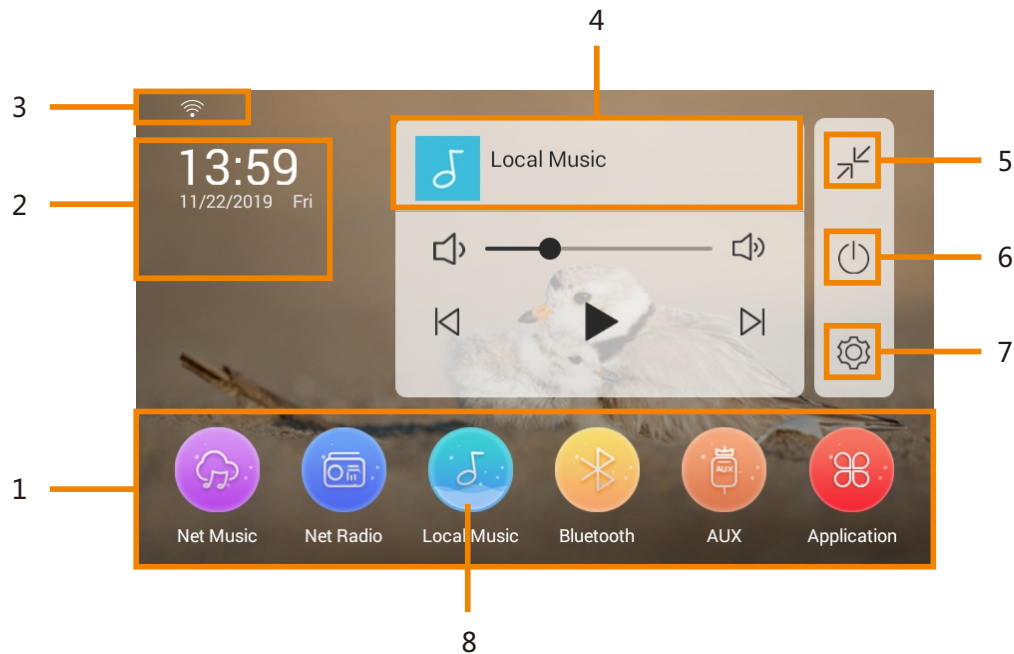 4
3
13:59
11/22/2019 Fri
2
Local Music
5
6
7
1
Net Music
Net Radio
Local Music
Bluetooth
AUX
AUX
Application
8